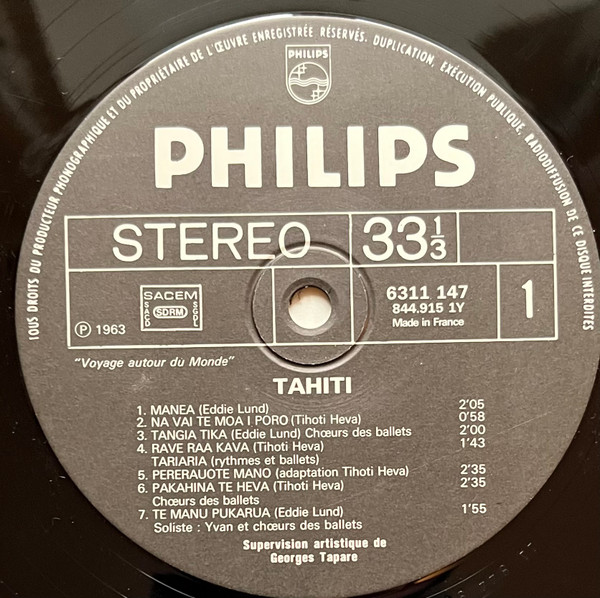 TOUS DROITS DU PRODUCTEUR PHONOGRAPHIQUE ET DU PROPRIÉTAIRE DE L'ŒUVRE ENREGISTRÉE RÉSERVÉS. DUPLICATION, EXÉCUTION PUBLIQUE, RADIODIFFUSION DE CE DISQUE INTERDITES
PHILIPS
PHILIPS
STEREO 33 1/3
SACEM
SACD SDRM SGDL
℗ 1963
6311 147
844.915 1Y
Made in France
1
"Voyage autour du Monde"
TAHITI
1. MANEA (Eddie Lund) 2'05
2. NA VAI TE MOA I PORO (Tihoti Heva) 0'58
3. TANGIA TIKA (Eddie Lund) Chœurs des ballets 2'00
4. RAVE RAA KAVA (Tihoti Heva) 1'43
TARIARIA (rythmes et ballets)
5. PERERAUOTE MANO (adaptation Tihoti Heva) 2'35
6. PAKAHINA TE HEVA (Tihoti Heva) 2'35
Chœurs des ballets
7. TE MANU PUKARUA (Eddie Lund) 1'55
Soliste : Yvan et chœurs des ballets
Supervision artistique de
Georges Tapare